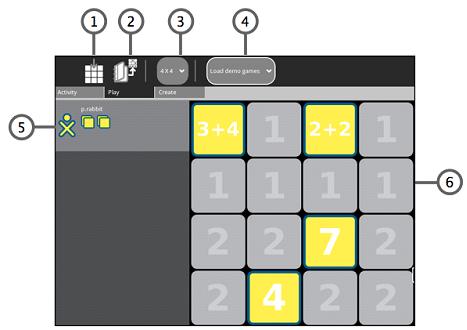 1 2 3 4
4 X 4 Load demo games
Activity Play Create
5 p.rabbit
3+4 1 2+2 1
1 1 1 1 6
2 2 7 2
2 4 2 2